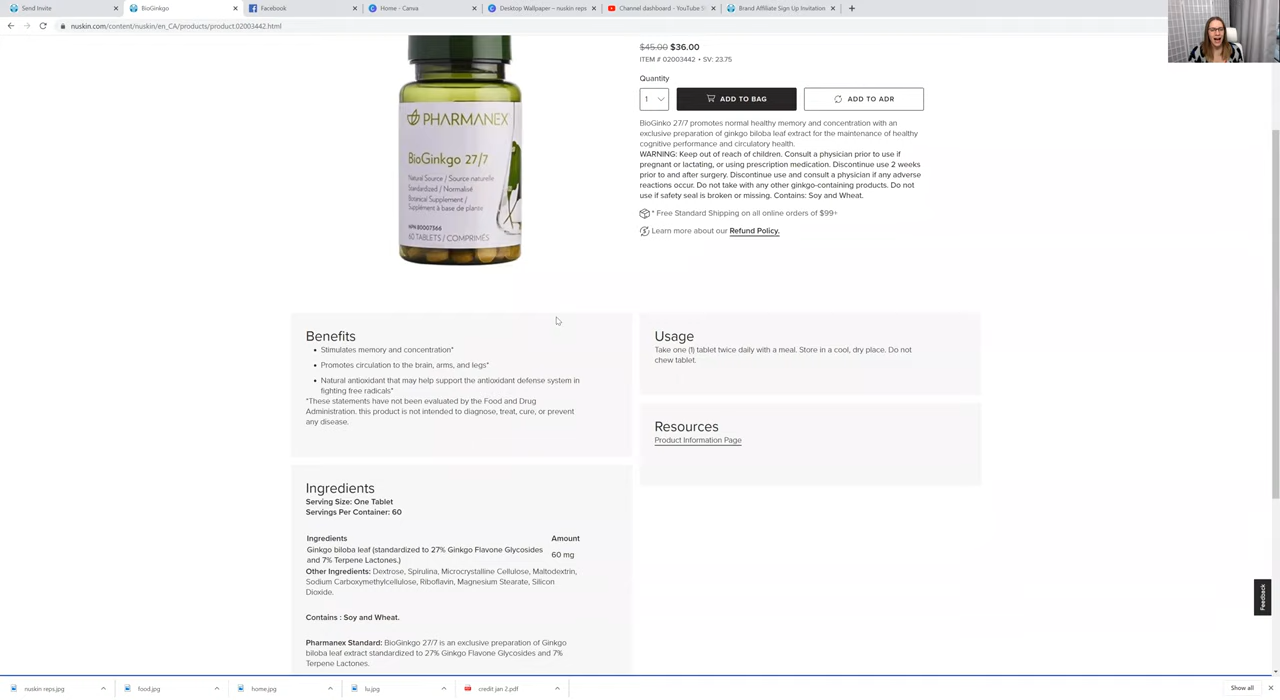 Send Invite
BioGinkgo
Facebook
Home - Canva
Desktop Wallpaper – nuskin reps
Channel dashboard - YouTube St
Brand Affiliate Sign Up Invitation
nuskin.com/content/nuskin/en_CA/products/product.02003442.html
$45.00 $36.00
ITEM # 02003442 • SV: 23.75
Quantity
1
ADD TO BAG
ADD TO ADR
BioGinko 27/7 promotes normal healthy memory and concentration with an
exclusive preparation of ginkgo biloba leaf extract for the maintenance of healthy
cognitive performance and circulatory health.
WARNING: Keep out of reach of children. Consult a physician prior to use if
pregnant or lactating, or using prescription medication. Discontinue use 2 weeks
prior to and after surgery. Discontinue use and consult a physician if any adverse
reactions occur. Do not take with any other ginkgo-containing products. Do not
use if safety seal is broken or missing. Contains: Soy and Wheat.
* Free Standard Shipping on all online orders of $99+
Learn more about our Refund Policy.
PHARMANEX
BioGinkgo 27/7
Natural Source / Source naturelle
Standardized / Normalisé
Botanical Supplement /
Supplément à base de plante
NPN 80007566
60 TABLETS / COMPRIMÉS
Benefits
• Stimulates memory and concentration*
• Promotes circulation to the brain, arms, and legs*
• Natural antioxidant that may help support the antioxidant defense system in
fighting free radicals*
*These statements have not been evaluated by the Food and Drug
Administration. this product is not intended to diagnose, treat, cure, or prevent
any disease.
Usage
Take one (1) tablet twice daily with a meal. Store in a cool, dry place. Do not
chew tablet.
Resources
Product Information Page
Ingredients
Serving Size: One Tablet
Servings Per Container: 60
Ingredients Amount
Ginkgo biloba leaf (standardized to 27% Ginkgo Flavone Glycosides
and 7% Terpene Lactones.) 60 mg
Other Ingredients: Dextrose, Spirulina, Microcrystalline Cellulose, Maltodextrin,
Sodium Carboxymethylcellulose, Riboflavin, Magnesium Stearate, Silicon
Dioxide.
Contains : Soy and Wheat.
Pharmanex Standard: BioGinkgo 27/7 is an exclusive preparation of Ginkgo
biloba leaf extract standardized to 27% Ginkgo Flavone Glycosides and 7%
Terpene Lactones.
Feedback
nuskin reps.jpg
food.jpg
home.jpg
lu.jpg
credit jan 2.pdf
Show all